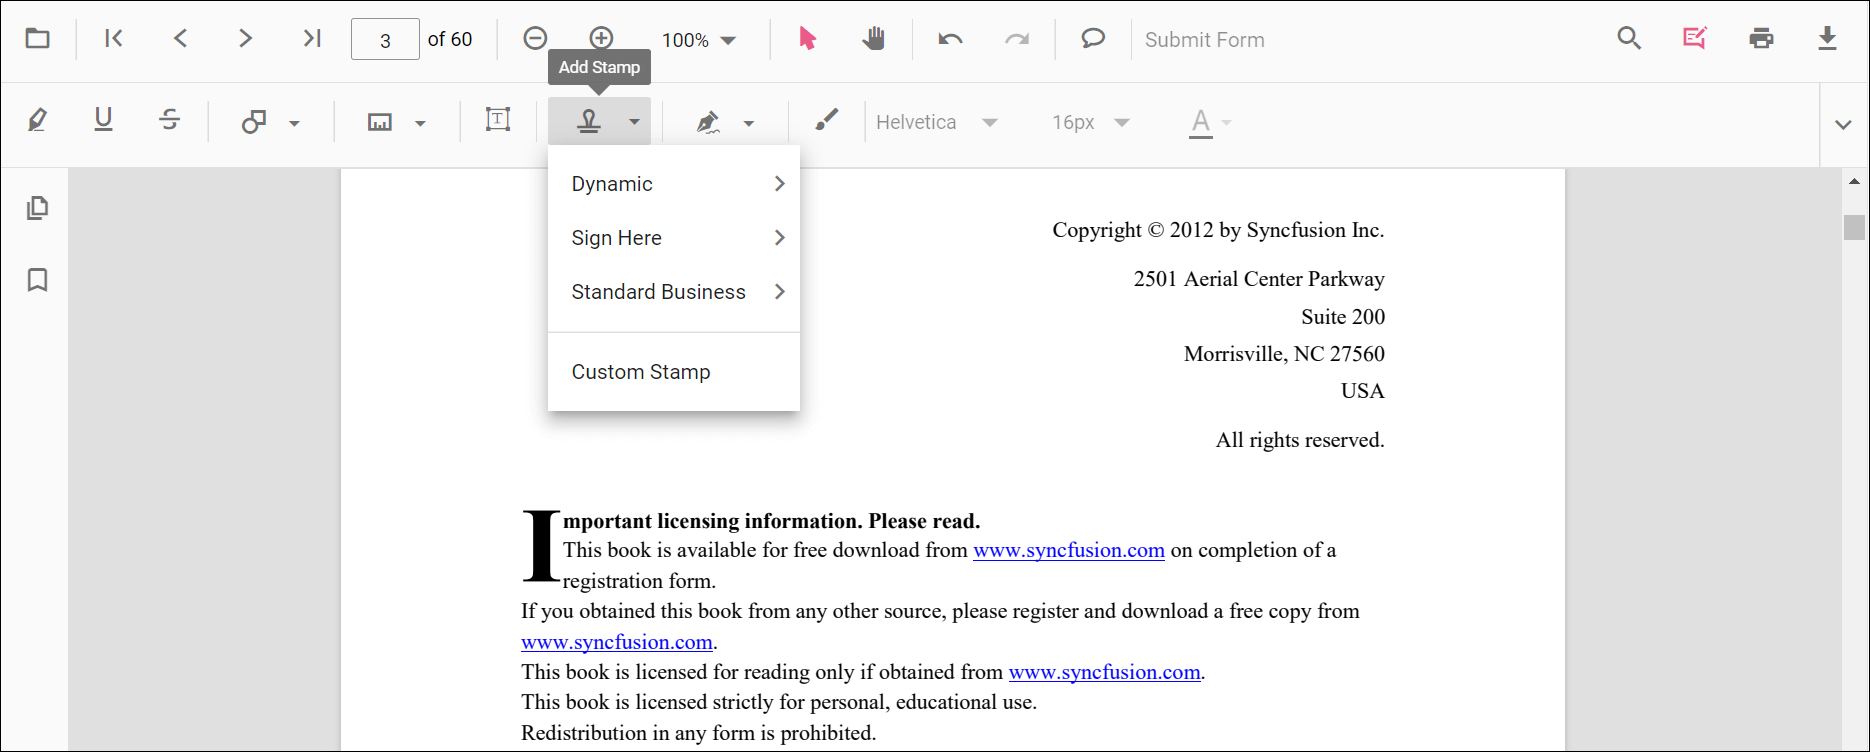 3 of 60 100% Submit Form
Add Stamp
Helvetica 16px A
Dynamic
Sign Here
Standard Business
Custom Stamp
Copyright © 2012 by Syncfusion Inc.
2501 Aerial Center Parkway
Suite 200
Morrisville, NC 27560
USA
All rights reserved.
Important licensing information. Please read.
This book is available for free download from www.syncfusion.com on completion of a
registration form.
If you obtained this book from any other source, please register and download a free copy from
www.syncfusion.com.
This book is licensed for reading only if obtained from www.syncfusion.com.
This book is licensed strictly for personal, educational use.
Redistribution in any form is prohibited.